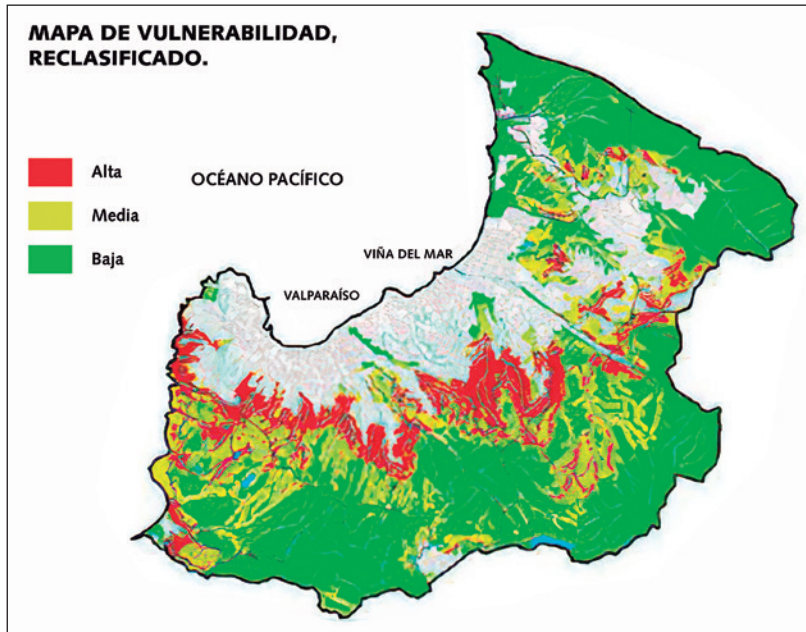 MAPA DE VULNERABILIDAD,
RECLASIFICADO.
Alta
Media
Baja
OCÉANO PACÍFICO
VIÑA DEL MAR
VALPARAÍSO